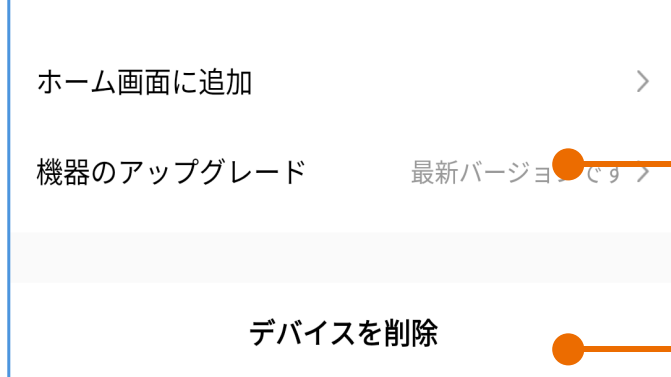 ホーム画面に追加
機器のアップグレード 最新バージョンです
デバイスを削除